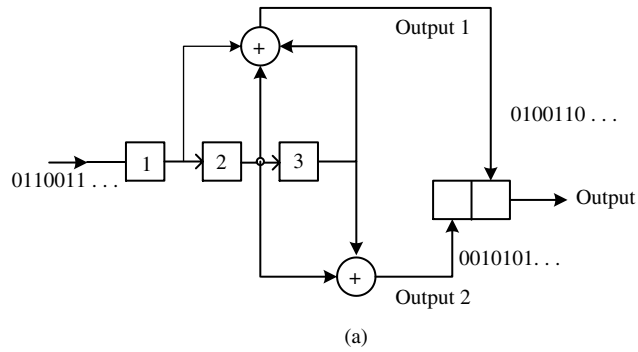 Output 1
+
0100110 . . .
1
2
3
0110011 . . .
Output
0010101. . .
+
Output 2
(a)